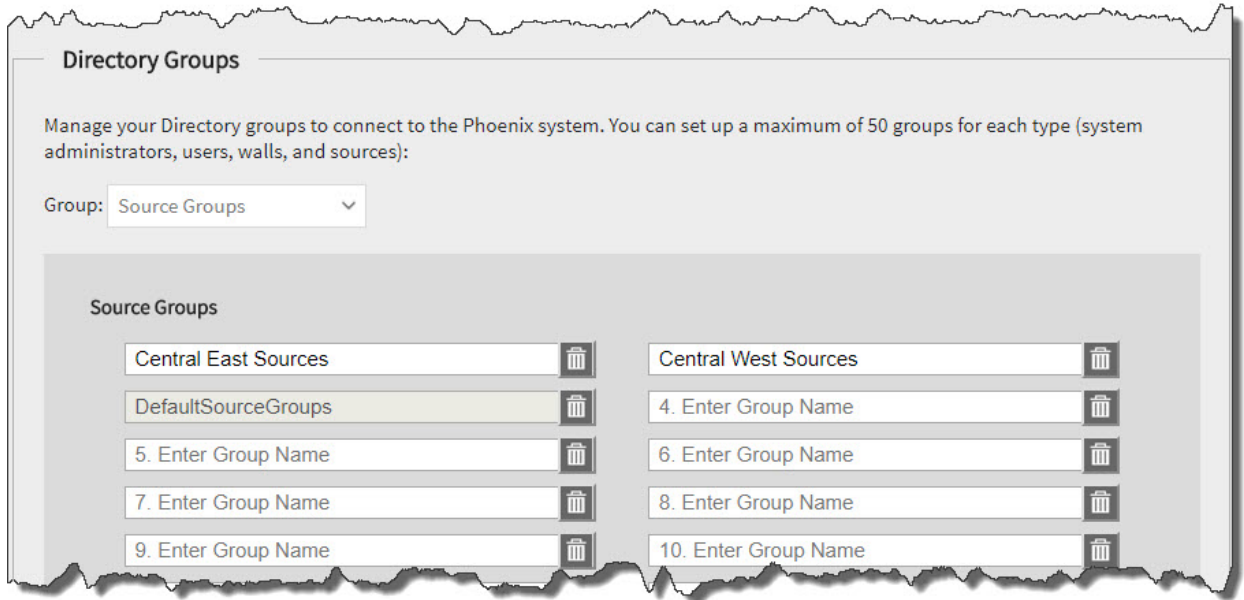 Directory Groups
Manage your Directory groups to connect to the Phoenix system. You can set up a maximum of 50 groups for each type (system
administrators, users, walls, and sources):
Group: Source Groups
Source Groups
Central East Sources
Central West Sources
DefaultSourceGroups
4. Enter Group Name
5. Enter Group Name
6. Enter Group Name
7. Enter Group Name
8. Enter Group Name
9. Enter Group Name
10. Enter Group Name